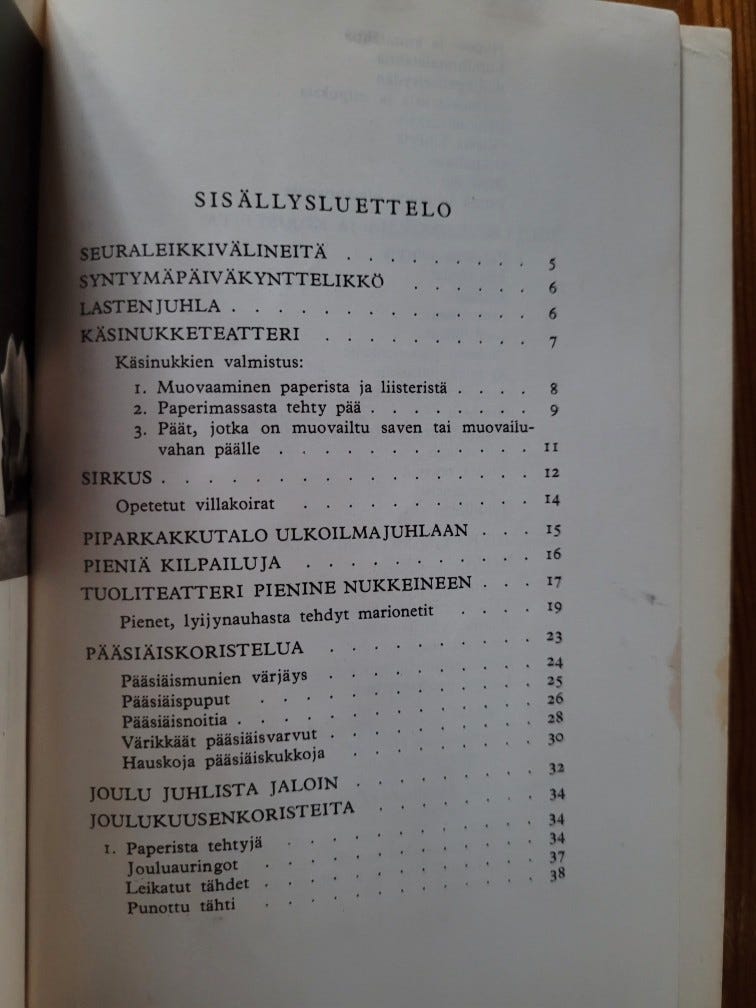 SISÄLLYSLUETTELO
SEURALEIKKIVÄLINEITÄ . . . . . . . . . 5
SYNTYMÄPÄIVÄKYNTTELIKKÖ . . . . . . 6
LASTENJUHLA . . . . . . . . . . . . . 6
KÄSINUKKETEATTERI . . . . . . . . . . 7
Käsinukkien valmistus:
1. Muovaaminen paperista ja liisteristä . . . . 8
2. Paperimassasta tehty pää . . . . . . . . 9
3. Päät, jotka on muovailtu saven tai muovailu-
vahan päälle . . . . . . . . . . . . 11
SIRKUS . . . . . . . . . . . . . . . . 12
Opetetut villakoirat . . . . . . . . . . . 14
PIPARKAKKUTALO ULKOILMAJUHLAAN . . . 15
PIENIÄ KILPAILUJA . . . . . . . . . . . 16
TUOLITEATTERI PIENINE NUKKEINEEN . . . 17
Pienet, lyijynauhasta tehdyt marionetit . . . . 19
PÄÄSIÄISKORISTELUA . . . . . . . . . . 23
Pääsiäismunien värjäys . . . . . . . . . . 24
Pääsiäispuput . . . . . . . . . . . . 25
Pääsiäisnoitia . . . . . . . . . . . . . 26
Värikkäät pääsiäisvarvut . . . . . . . . . 28
Hauskoja pääsiäiskukkoja . . . . . . . . 30
JOULU JUHLISTA JALOIN . . . . . . . . . 32
JOULUKUUSENKORISTEITA . . . . . . . . 34
1. Paperista tehtyjä . . . . . . . . . . . 34
Jouluauringot . . . . . . . . . . . . 34
Leikatut tähdet . . . . . . . . . . . . 37
Punottu tähti . . . . . . . . . . . . 38